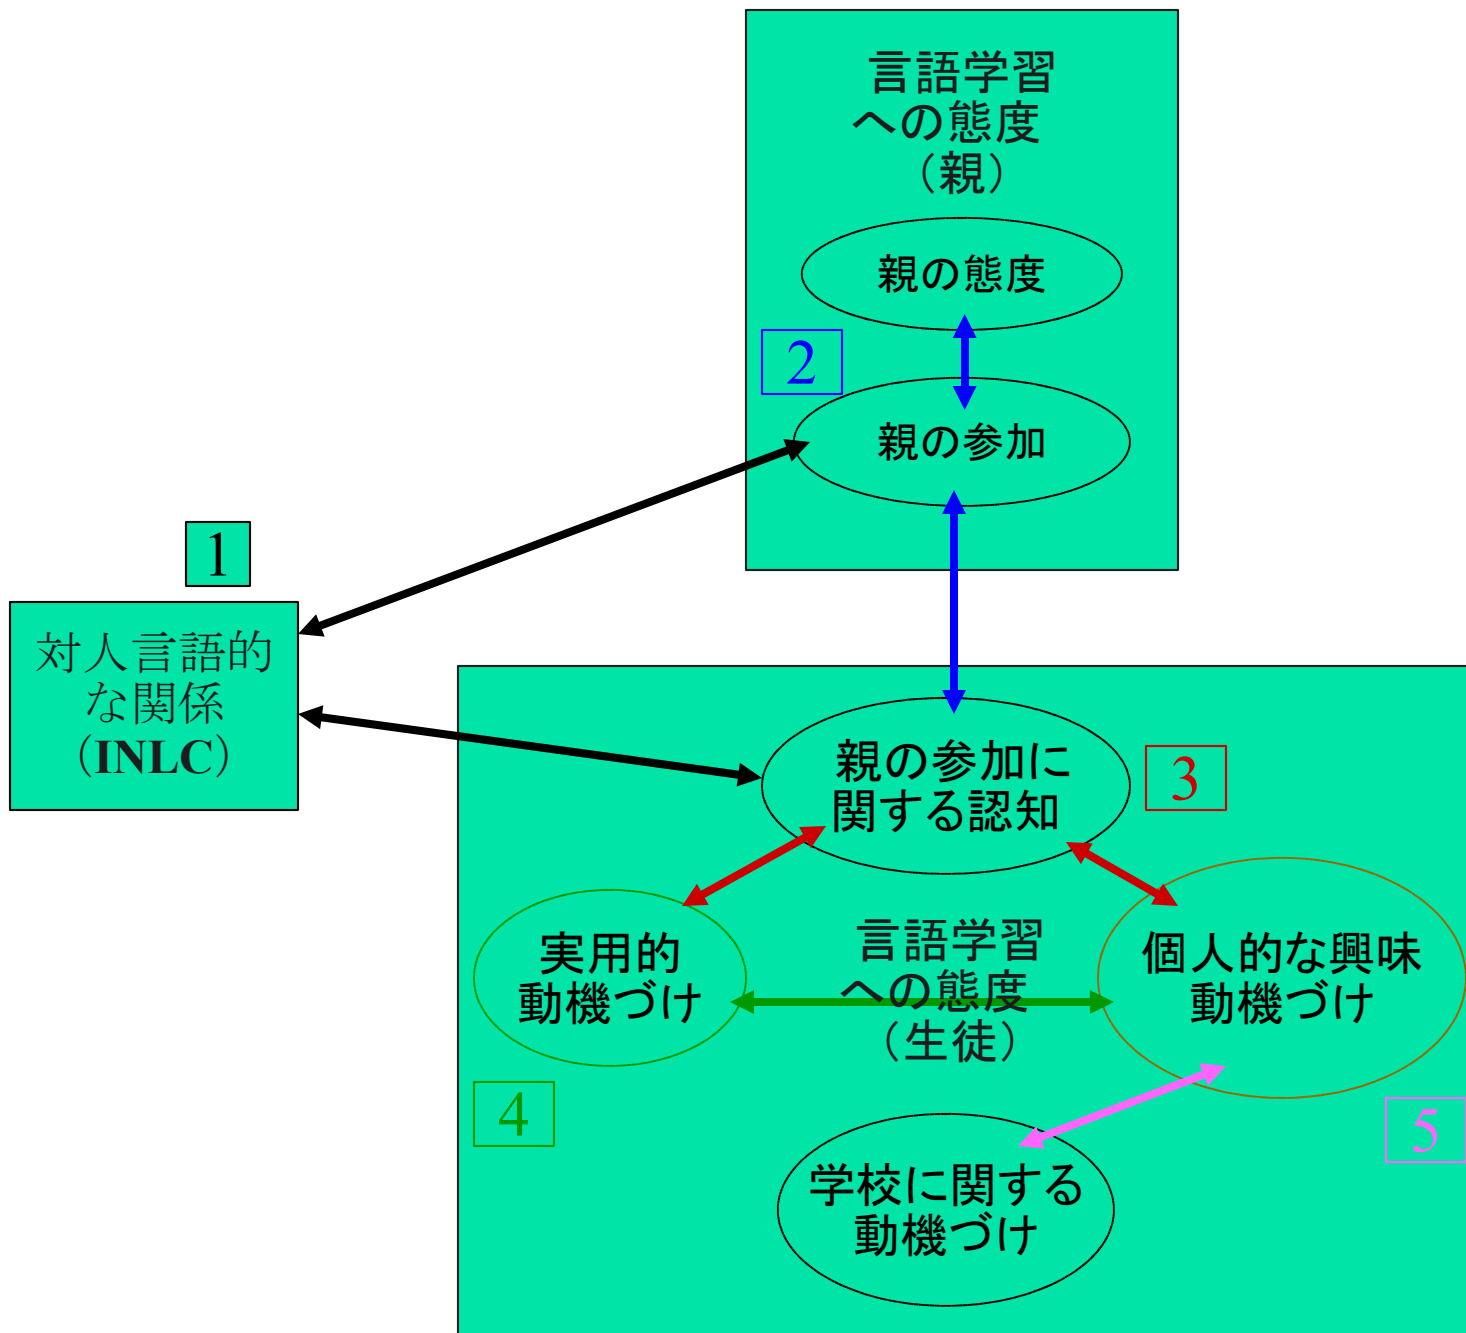 言語学習
への態度
（親）
親の態度
2
親の参加
1
対人言語的
な関係
（INLC）
親の参加に
関する認知
3
実用的
動機づけ
言語学習
への態度
（生徒）
個人的な興味
動機づけ
4
5
学校に関する
動機づけ